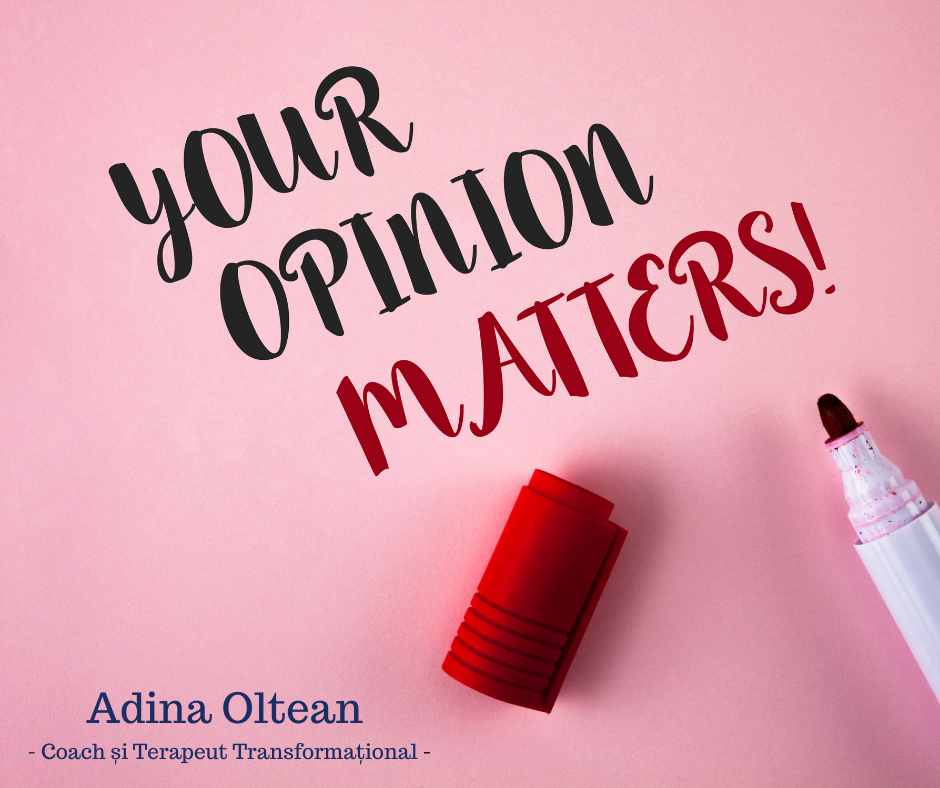 YOUR
OPINION
MATTERS!
Adina Oltean
- Coach și Terapeut Transformațional -